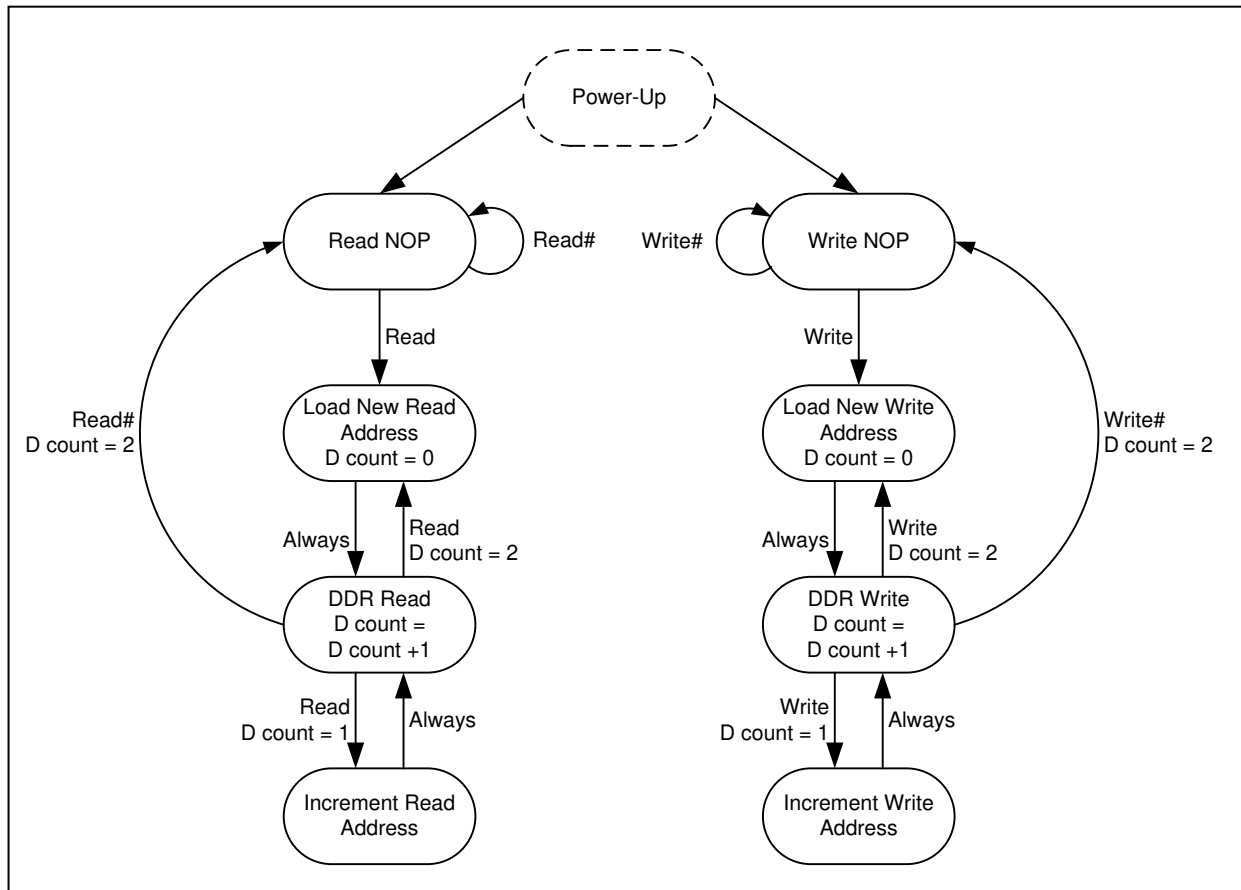 Power-Up
Read NOP
Read#
Write#
Write NOP
Read
Write
Load New Read
Address
D count = 0
Load New Write
Address
D count = 0
Read#
D count = 2
Write#
D count = 2
Always
Read
D count = 2
Always
Write
D count = 2
DDR Read
D count =
D count +1
DDR Write
D count =
D count +1
Read
D count = 1
Always
Write
D count = 1
Always
Increment Read
Address
Increment Write
Address